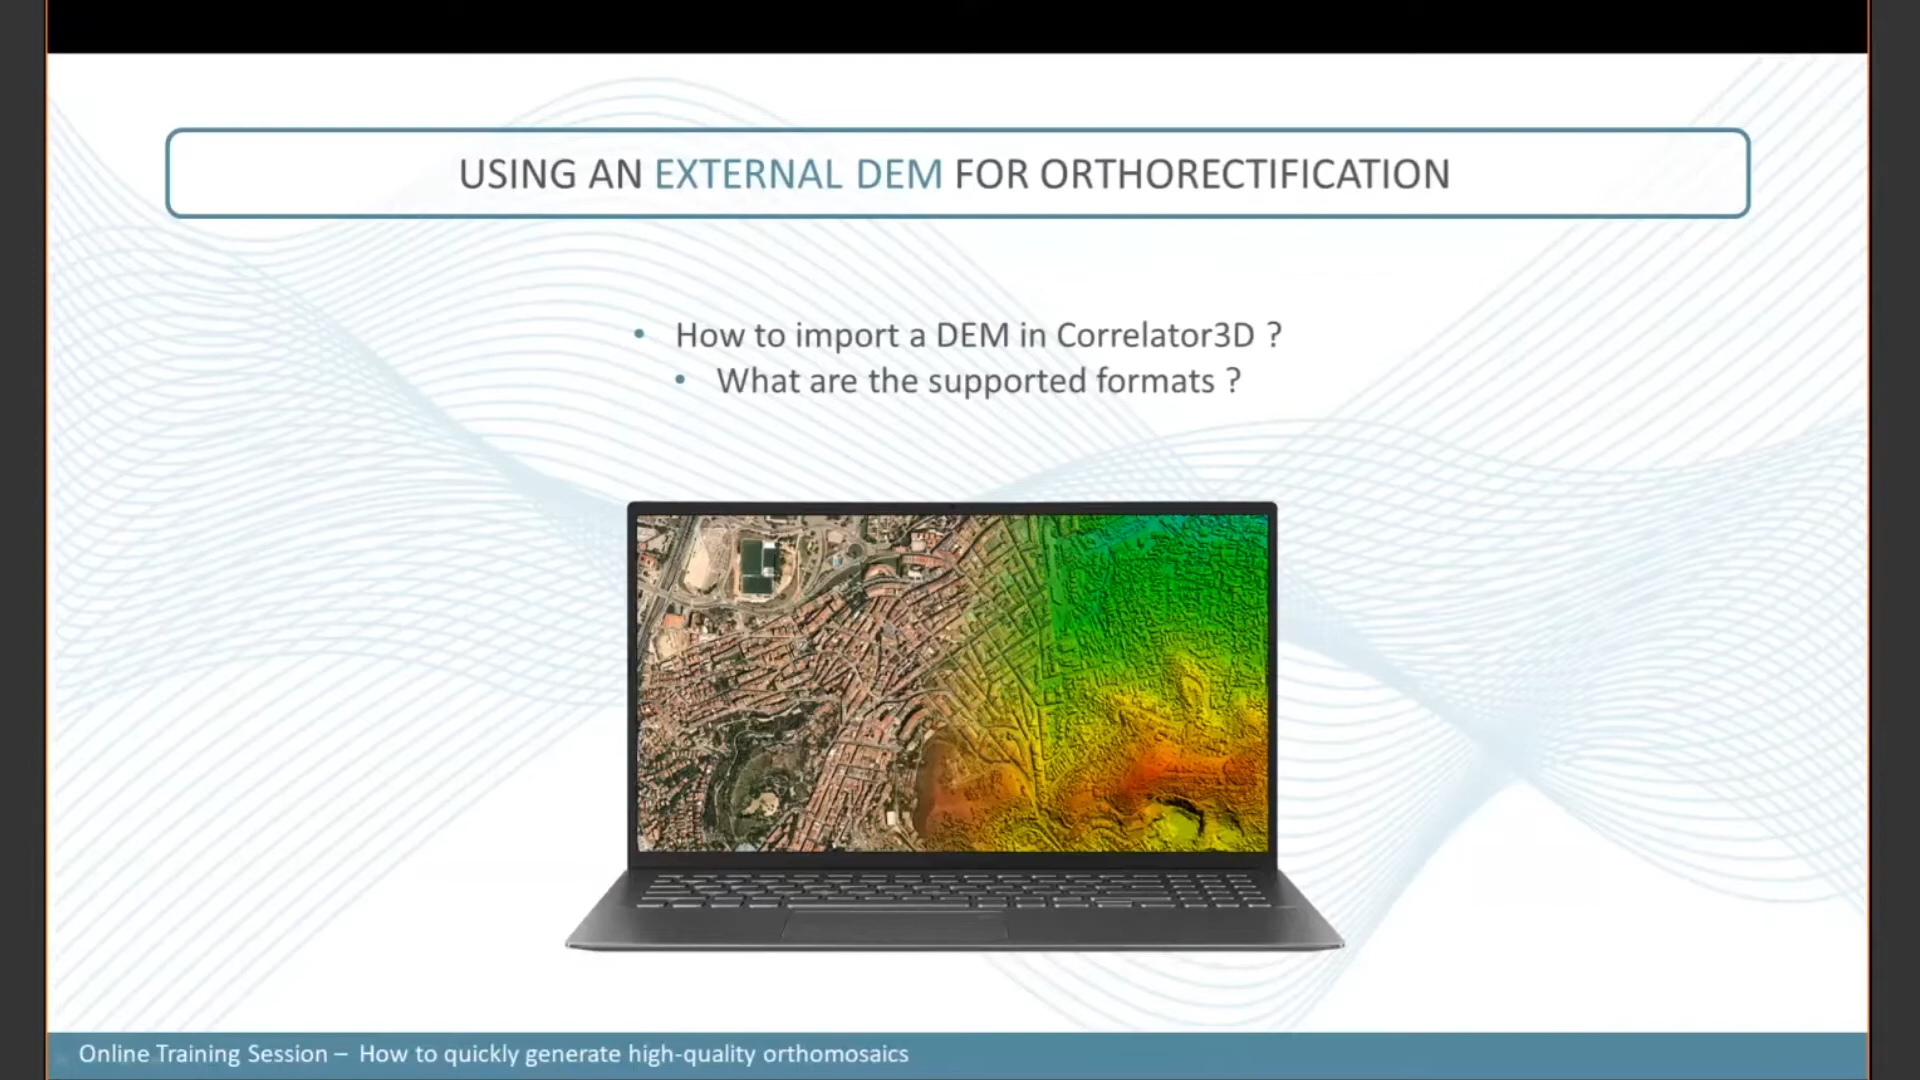 USING AN EXTERNAL DEM FOR ORTHORECTIFICATION
• How to import a DEM in Correlator3D ?
• What are the supported formats ?
Online Training Session – How to quickly generate high-quality orthomosaics